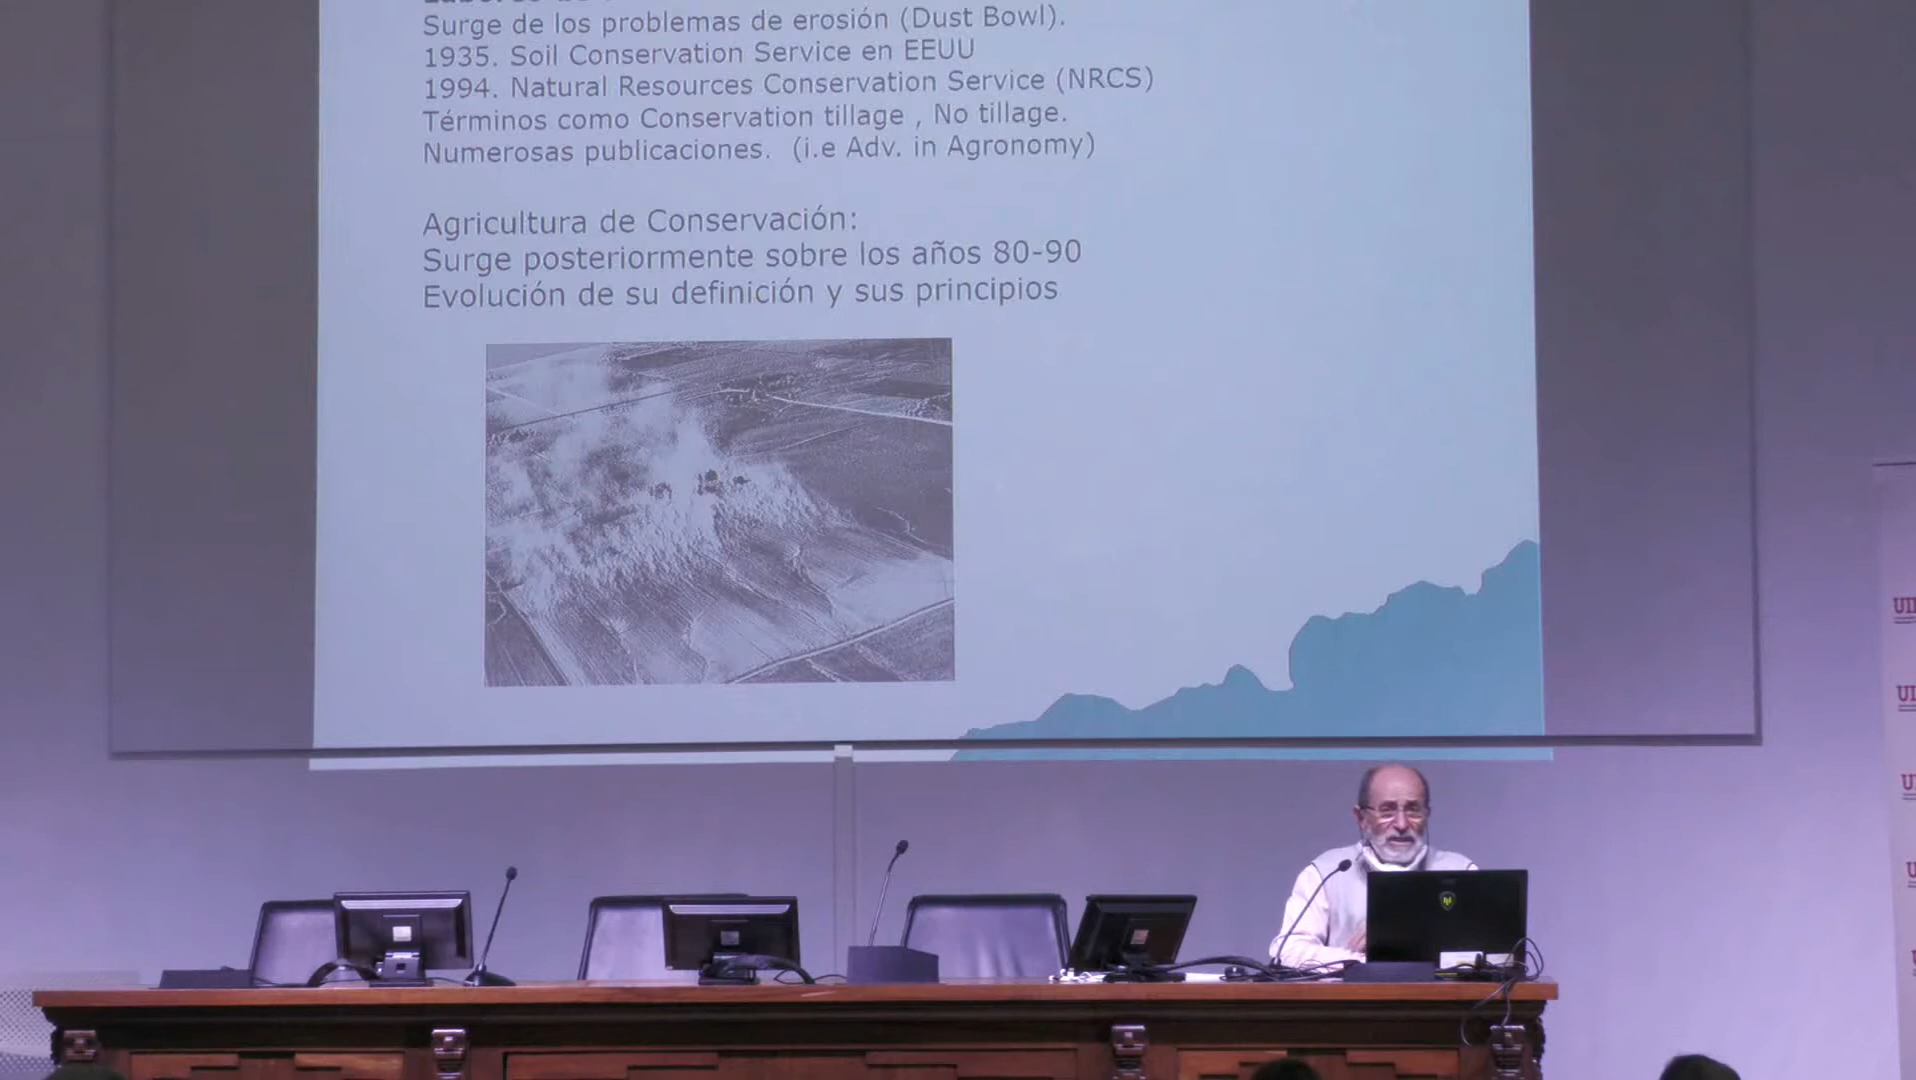 Surge de los problemas de erosión (Dust Bowl).
1935. Soil Conservation Service en EEUU
1994. Natural Resources Conservation Service (NRCS)
Términos como Conservation tillage , No tillage.
Numerosas publicaciones. (i.e Adv. in Agronomy)
Agricultura de Conservación:
Surge posteriormente sobre los años 80-90
Evolución de su definición y sus principios